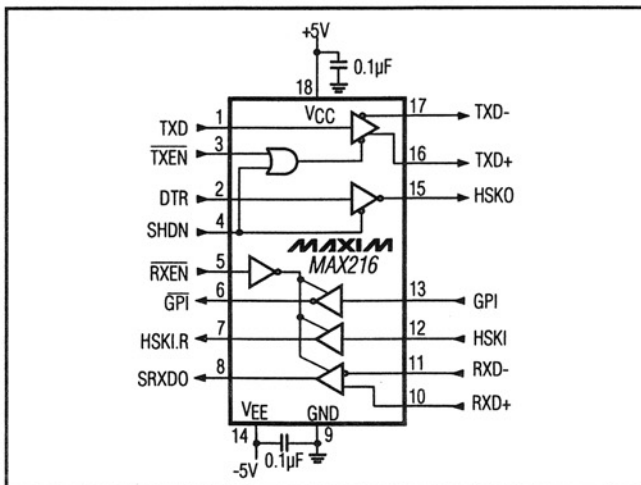 +5V
0.1µF
18
VCC
TXD 1
17 TXD-
TXEN 3
16 TXD+
DTR 2
15 HSKO
SHDN 4
MAXIM
MAX216
RXEN 5
GPI 6
13 GPI
HSKI.R 7
12 HSKI
SRXDO 8
11 RXD-
10 RXD+
VEE GND
14 9
0.1µF
-5V